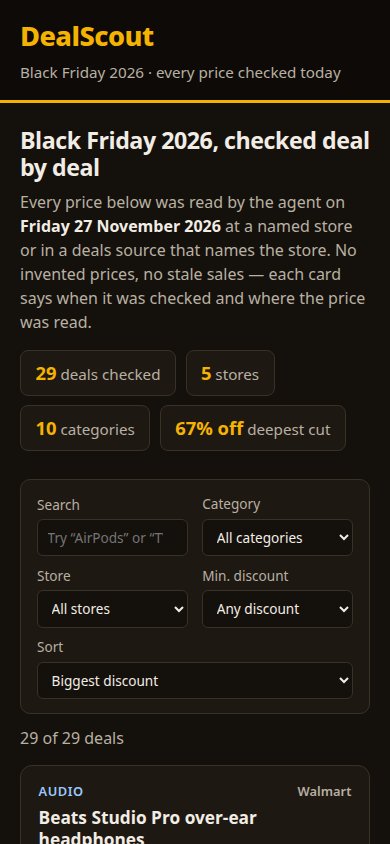 DealScout
Black Friday 2026 · every price checked today
Black Friday 2026, checked deal
by deal
Every price below was read by the agent on
Friday 27 November 2026 at a named store
or in a deals source that names the store. No
invented prices, no stale sales — each card
says when it was checked and where the price
was read.
29 deals checked
5 stores
10 categories
67% off deepest cut
Search
Category
Try “AirPods” or “T
All categories
Store
Min. discount
All stores
Any discount
Sort
Biggest discount
29 of 29 deals
AUDIO
Walmart
Beats Studio Pro over-ear
headphones